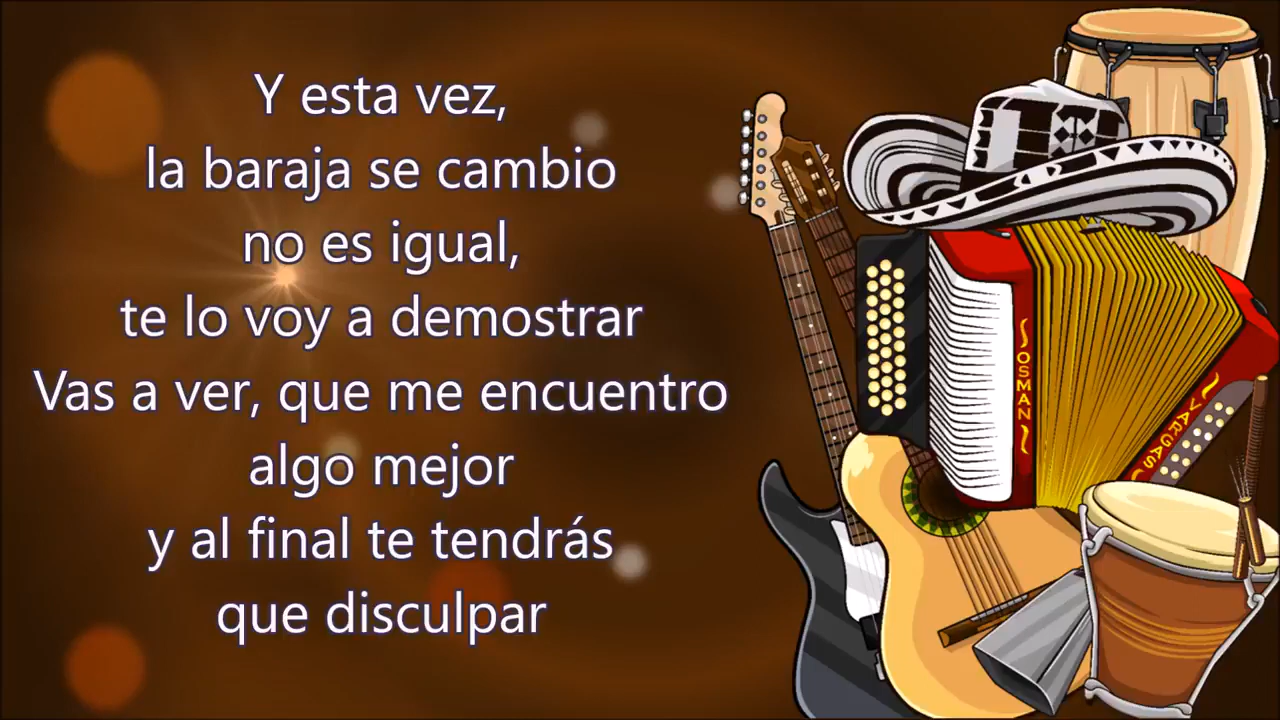 Y esta vez,
la baraja se cambio
no es igual,
te lo voy a demostrar
Vas a ver, que me encuentro
algo mejor
y al final te tendrás
que disculpar
OSMAN
VARGAS